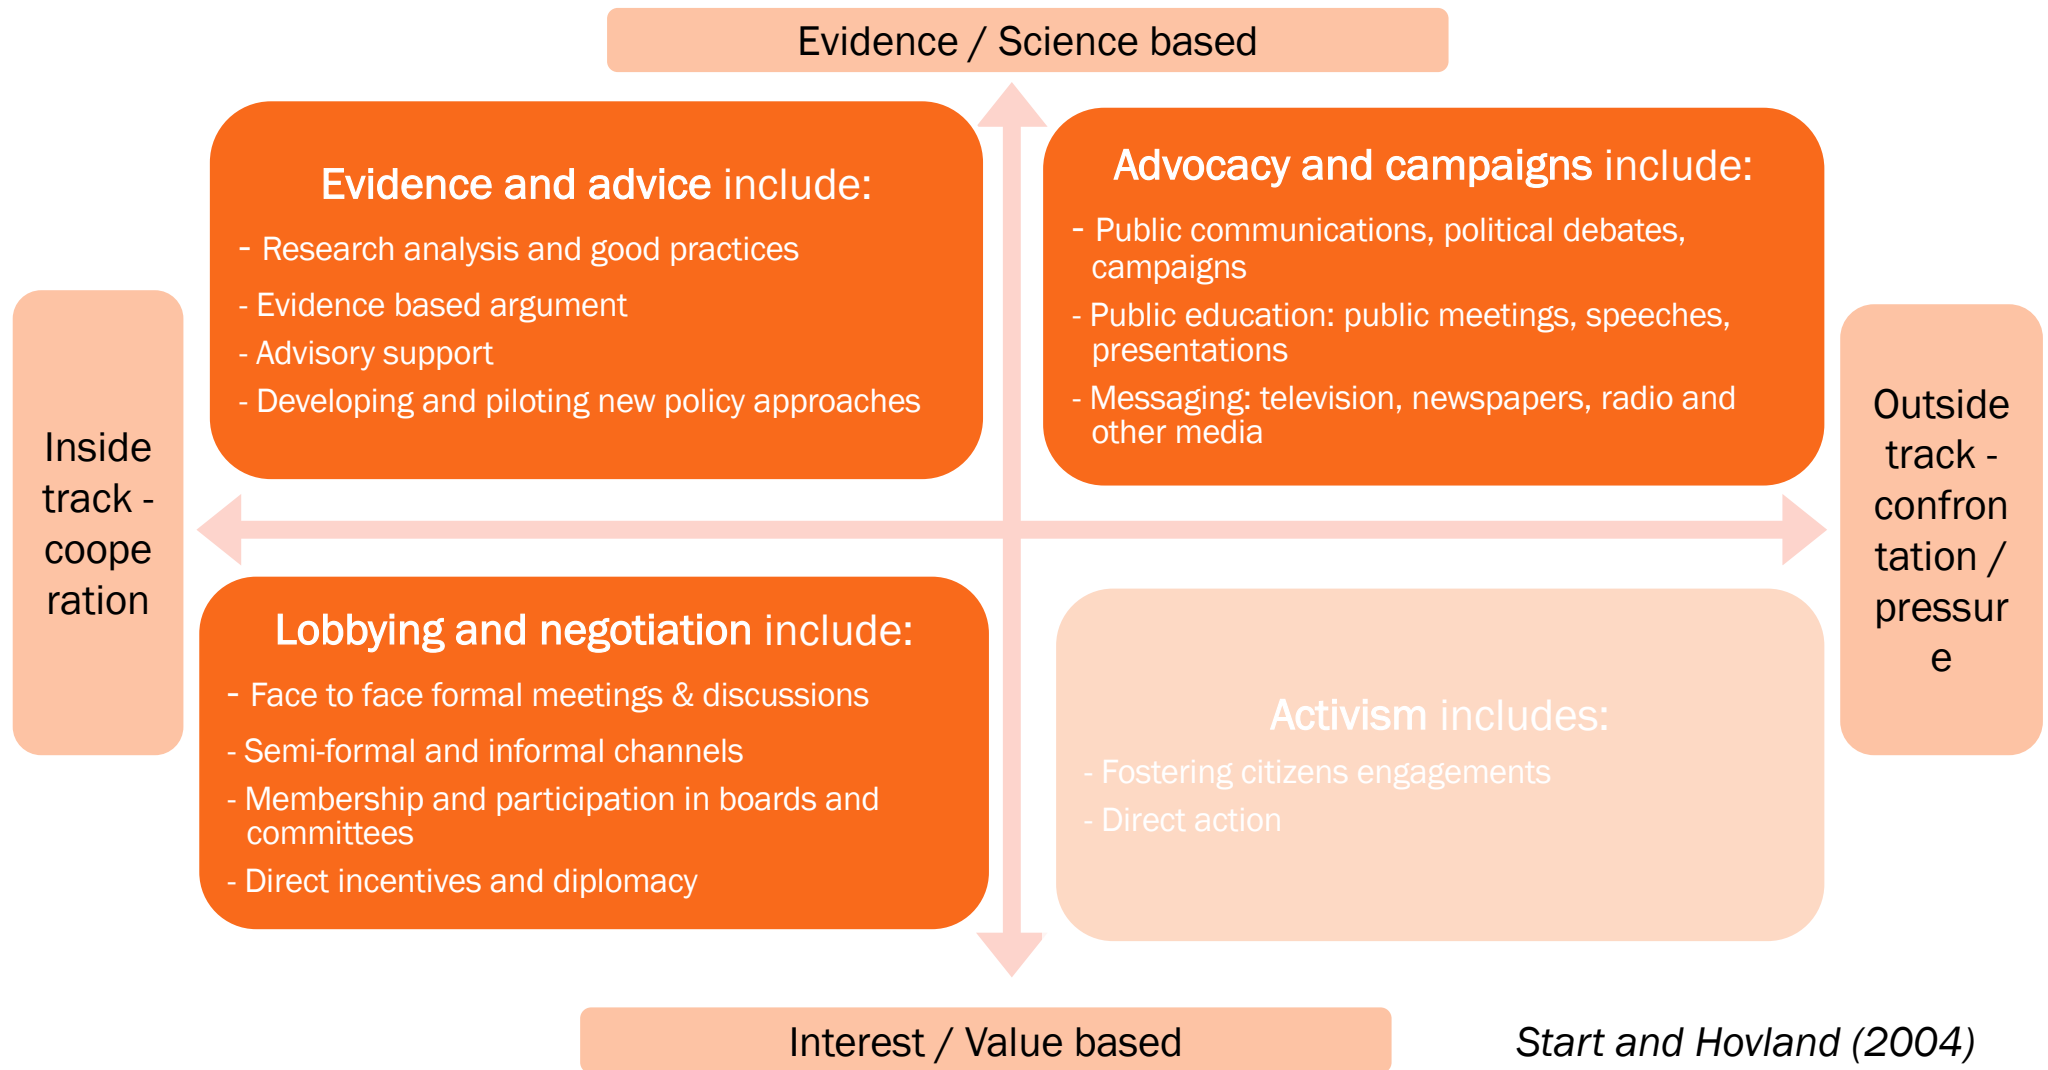 Evidence / Science based
Evidence and advice include:
- Research analysis and good practices
- Evidence based argument
- Advisory support
- Developing and piloting new policy approaches
Advocacy and campaigns include:
- Public communications, political debates,
campaigns
- Public education: public meetings, speeches,
presentations
- Messaging: television, newspapers, radio and
other media
Inside
track -
coope
ration
Outside
track -
confron
tation /
pressur
e
Lobbying and negotiation include:
- Face to face formal meetings & discussions
- Semi-formal and informal channels
- Membership and participation in boards and
committees
- Direct incentives and diplomacy
Activism includes:
- Fostering citizens engagements
- Direct action
Interest / Value based
Start and Hovland (2004)